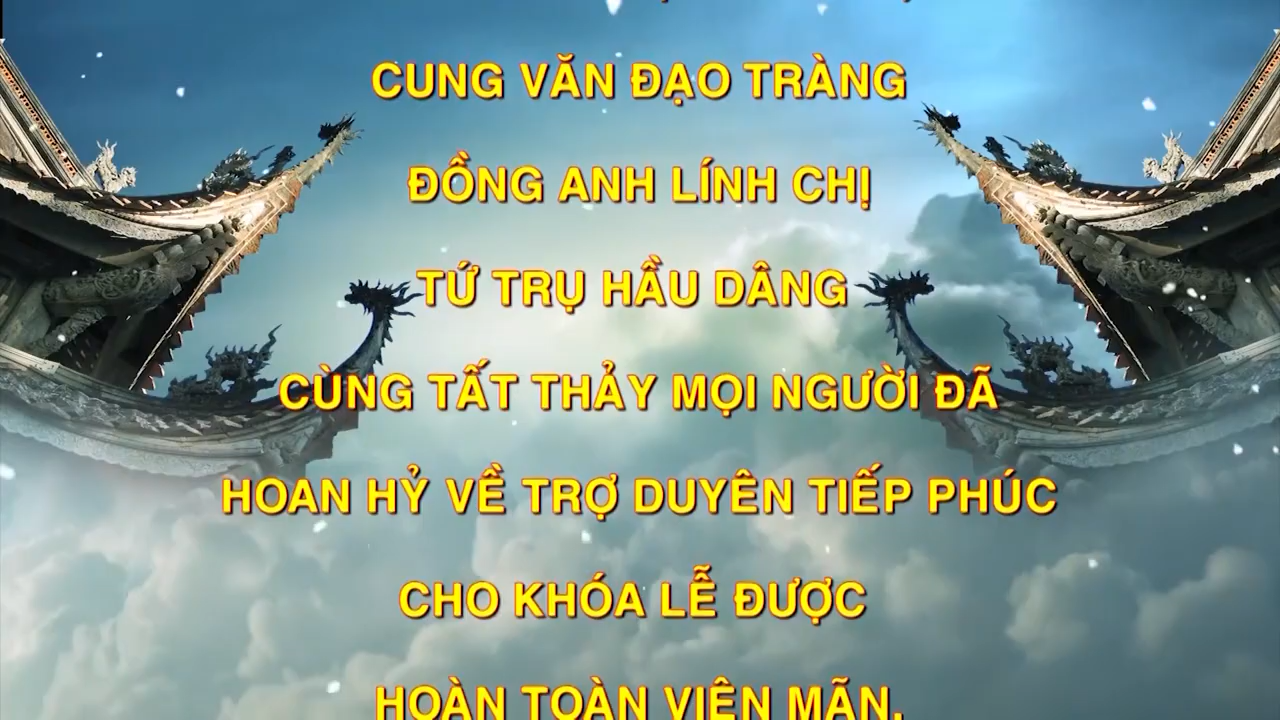 CUNG VĂN ĐẠO TRÀNG
ĐỒNG ANH LÍNH CHỊ
TỨ TRỤ HẦU DÂNG
CÙNG TẤT THẢY MỌI NGƯỜI ĐÃ
HOAN HỶ VỀ TRỢ DUYÊN TIẾP PHÚC
CHO KHÓA LỄ ĐƯỢC
HOÀN TOÀN VIÊN MÃN.